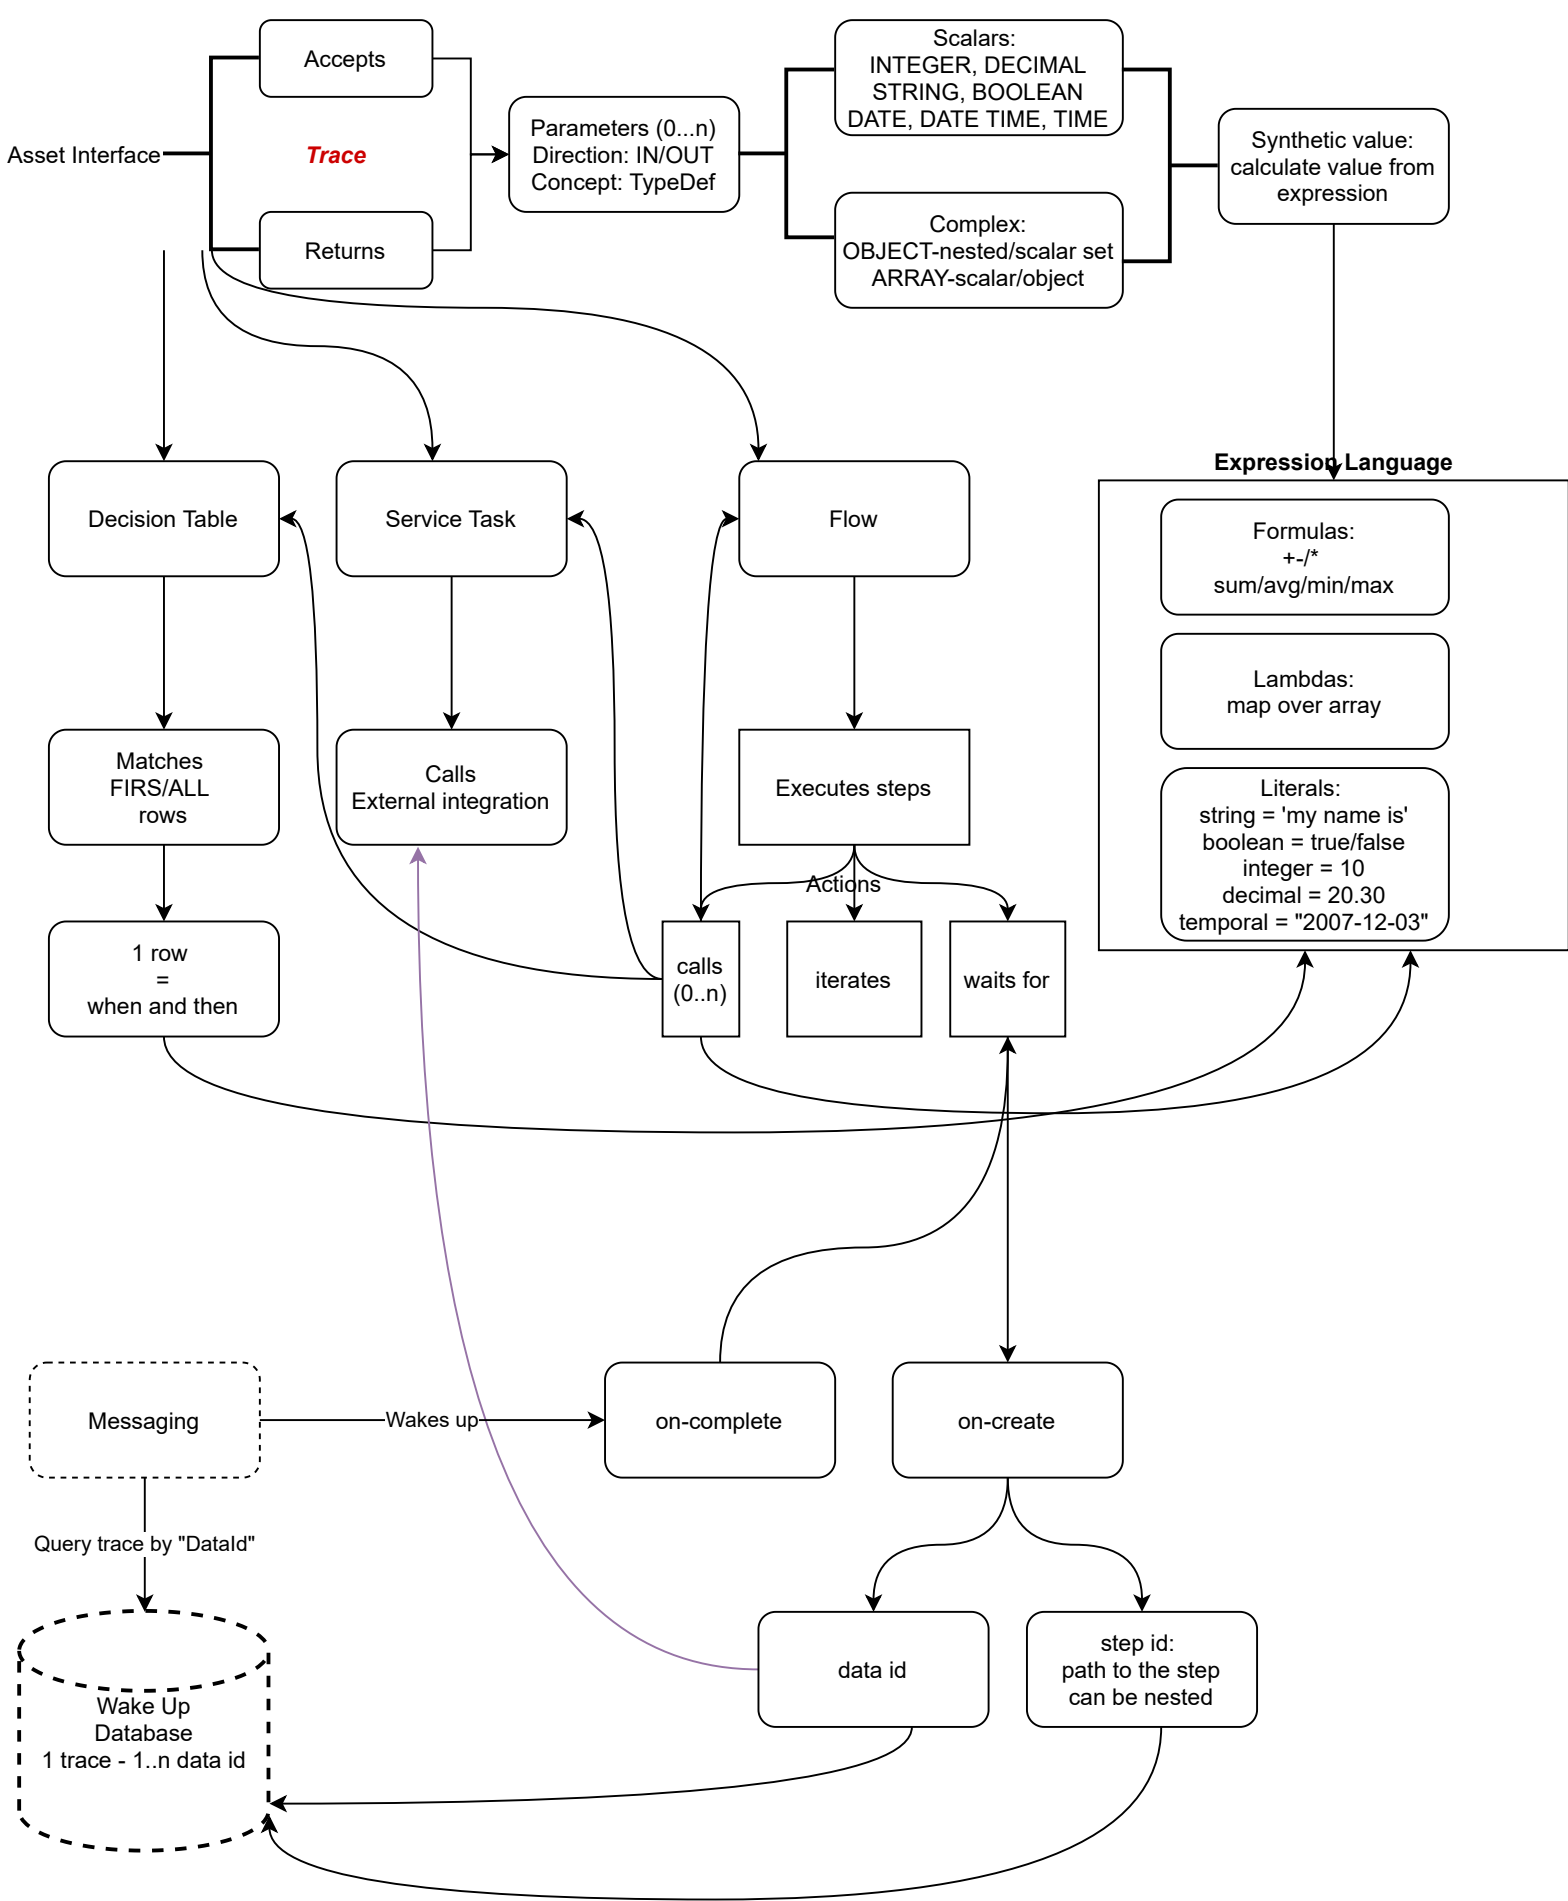 Asset Interface
Accepts
Trace
Returns
Parameters (0...n)
Direction: IN/OUT
Concept: TypeDef
Scalars:
INTEGER, DECIMAL
STRING, BOOLEAN
DATE, DATE TIME, TIME
Complex:
OBJECT-nested/scalar set
ARRAY-scalar/object
Synthetic value:
calculate value from
expression
Decision Table
Service Task
Flow
Expression Language
Formulas:
+-/*
sum/avg/min/max
Lambdas:
map over array
Literals:
string = 'my name is'
boolean = true/false
integer = 10
decimal = 20.30
temporal = "2007-12-03"
Matches
FIRS/ALL
rows
Calls
External integration
Executes steps
Actions
1 row
=
when and then
calls
(0..n)
iterates
waits for
Messaging
Wakes up
on-complete
on-create
Query trace by "DataId"
data id
step id:
path to the step
can be nested
Wake Up
Database
1 trace - 1..n data id